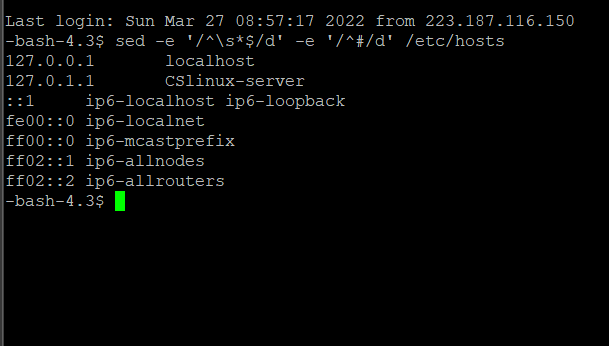 Last login: Sun Mar 27 08:57:17 2022 from 223.187.116.150
-bash-4.3$ sed -e '/^\s*$/d' -e '/^#/d' /etc/hosts
127.0.0.1       localhost
127.0.1.1       CSlinux-server
::1     ip6-localhost ip6-loopback
fe00::0 ip6-localnet
ff00::0 ip6-mcastprefix
ff02::1 ip6-allnodes
ff02::2 ip6-allrouters
-bash-4.3$